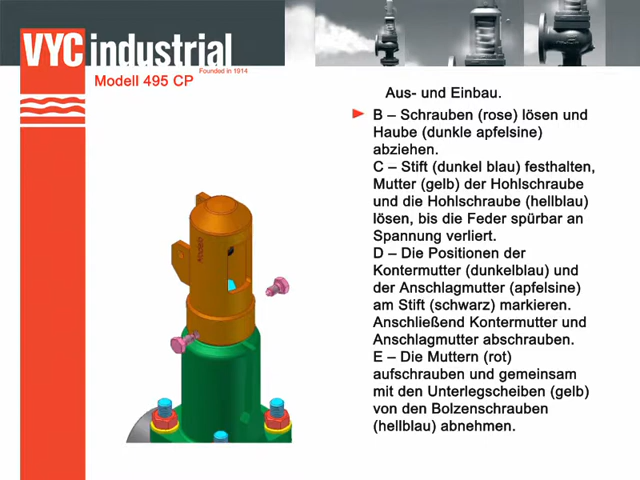 VYC industrial
Founded in 1914
Modell 495 CP
Aus- und Einbau.
B – Schrauben (rose) lösen und
Haube (dunkle apfelsine)
abziehen.
C – Stift (dunkel blau) festhalten,
Mutter (gelb) der Hohlschraube
und die Hohlschraube (hellblau)
lösen, bis die Feder spürbar an
Spannung verliert.
D – Die Positionen der
Kontermutter (dunkelblau) und
der Anschlagmutter (apfelsine)
am Stift (schwarz) markieren.
Anschließend Kontermutter und
Anschlagmutter abschrauben.
E – Die Muttern (rot)
aufschrauben und gemeinsam
mit den Unterlegscheiben (gelb)
von den Bolzenschrauben
(hellblau) abnehmen.